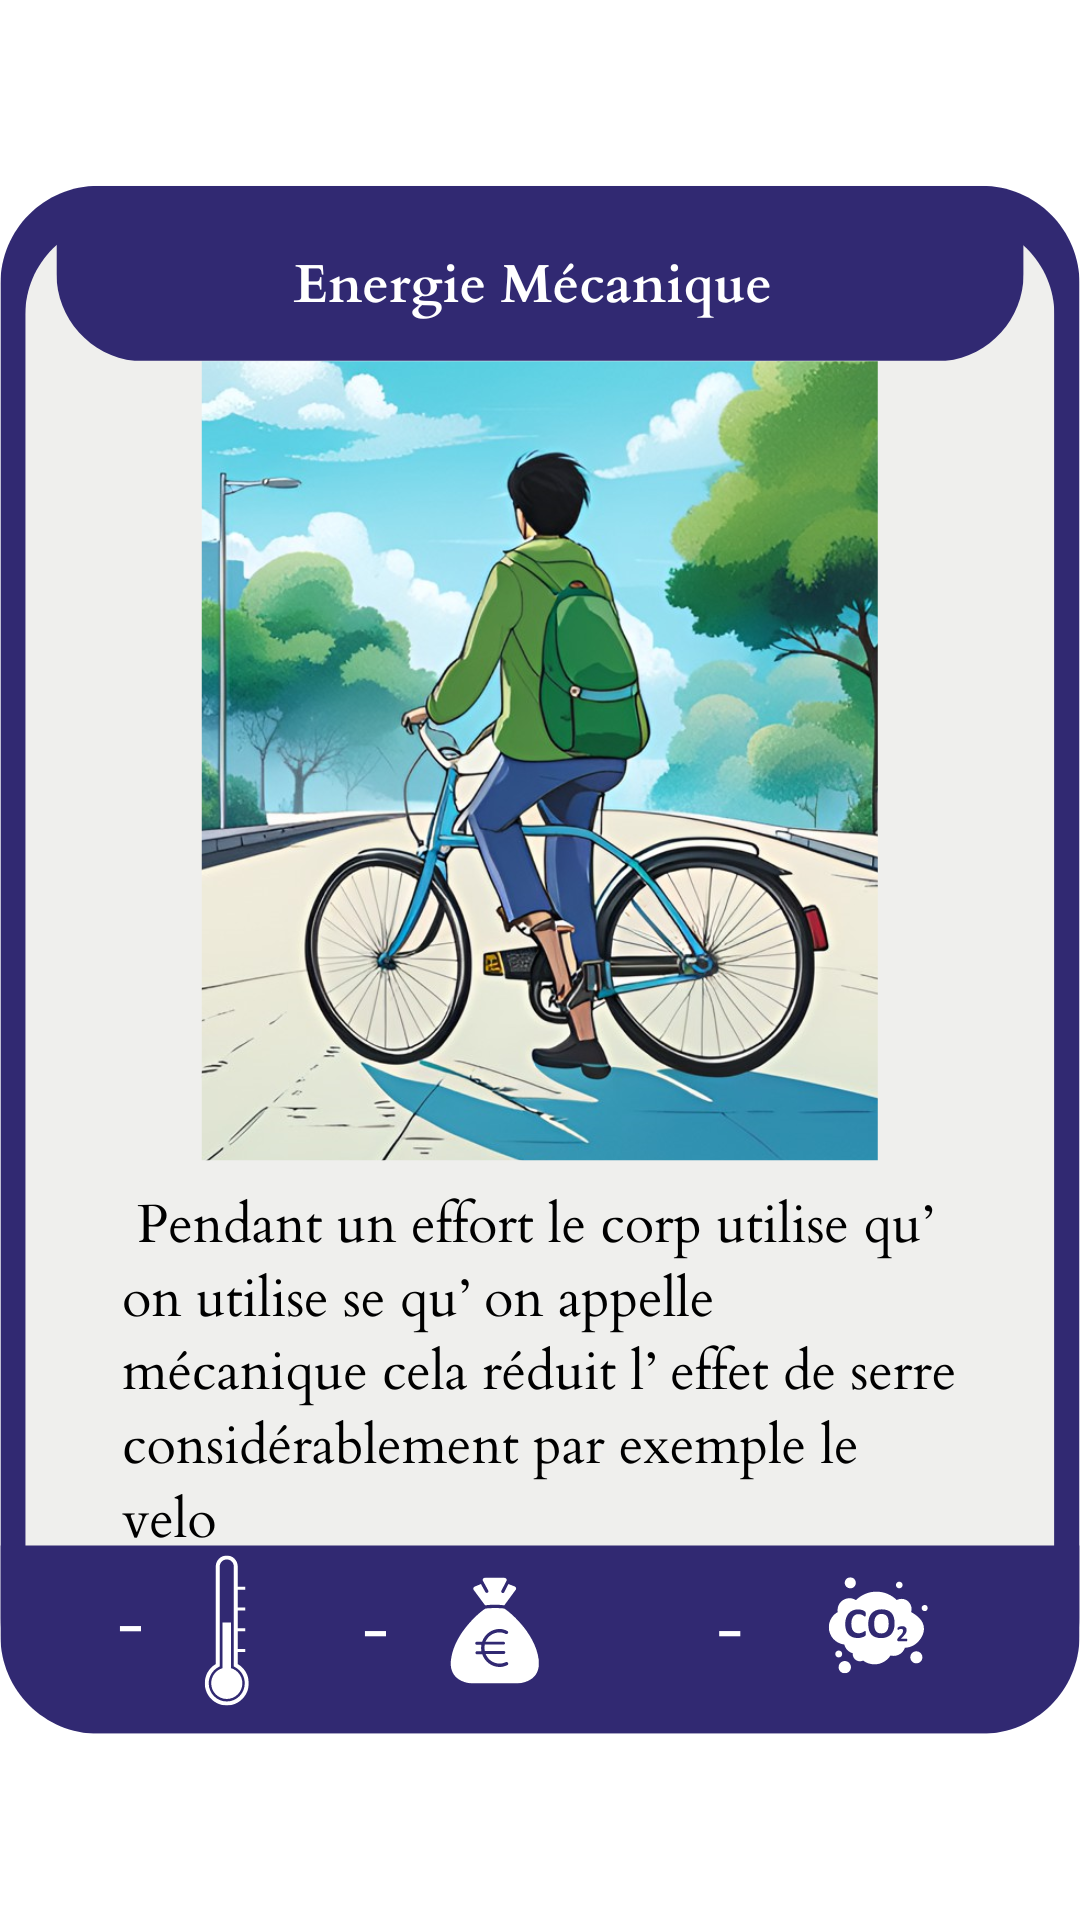 Energie Mécanique
Pendant un effort le corp utilise qu’
on utilise se qu’ on appelle
mécanique cela réduit l’ effet de serre
considérablement par exemple le
velo
- - € - CO₂